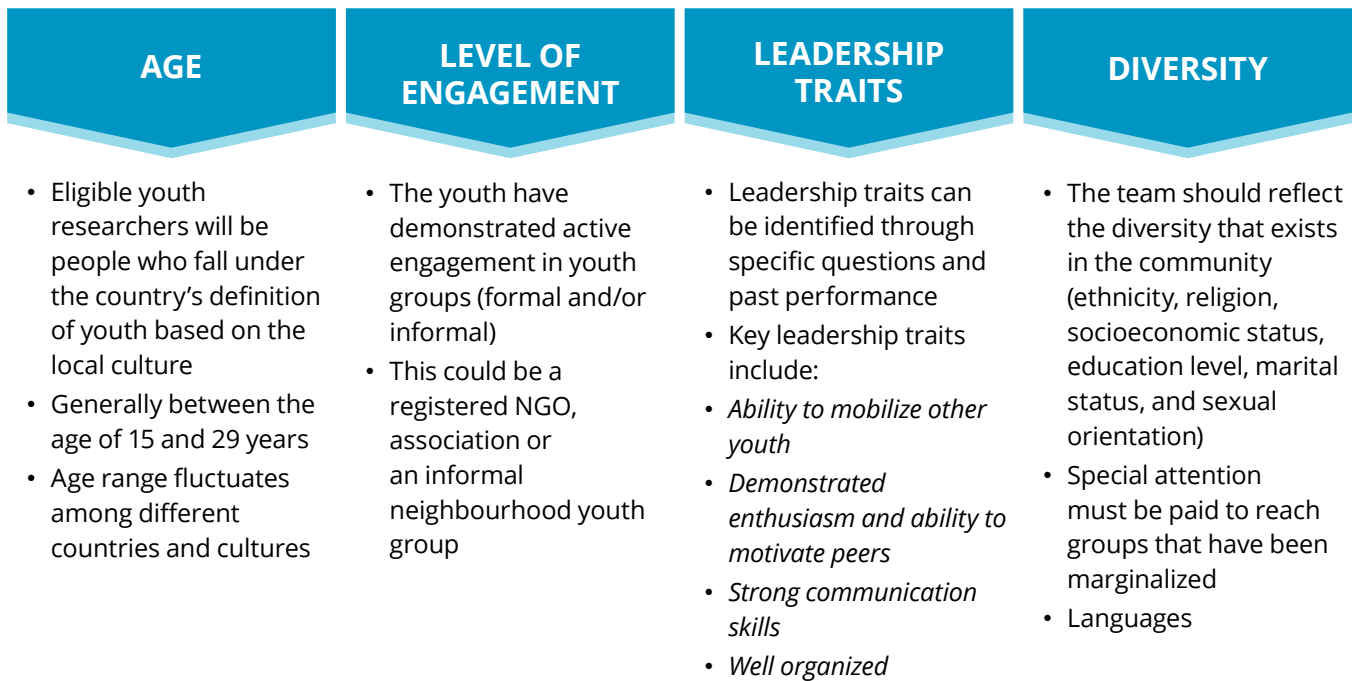 AGE
• Eligible youth
researchers will be
people who fall under
the country’s definition
of youth based on the
local culture
• Generally between the
age of 15 and 29 years
• Age range fluctuates
among different
countries and cultures
LEVEL OF
ENGAGEMENT
• The youth have
demonstrated active
engagement in youth
groups (formal and/or
informal)
• This could be a
registered NGO,
association or
an informal
neighbourhood youth
group
LEADERSHIP
TRAITS
• Leadership traits can
be identified through
specific questions and
past performance
• Key leadership traits
include:
• Ability to mobilize other
youth
• Demonstrated
enthusiasm and ability to
motivate peers
• Strong communication
skills
• Well organized
DIVERSITY
• The team should reflect
the diversity that exists
in the community
(ethnicity, religion,
socioeconomic status,
education level, marital
status, and sexual
orientation)
• Special attention
must be paid to reach
groups that have been
marginalized
• Languages